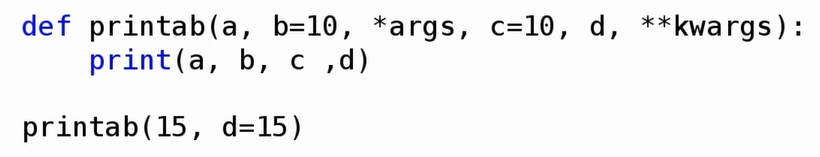 def printab(a, b=10, *args, c=10, d, **kwargs):
    print(a, b, c ,d)
printab(15, d=15)